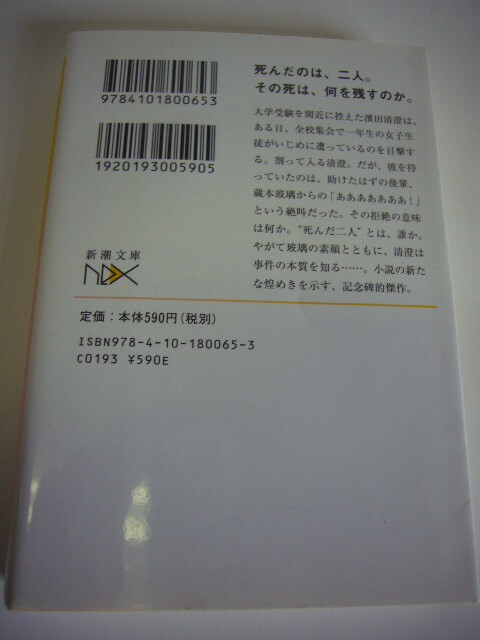 9784101800653
1920193005905
新潮文庫
nex
死んだのは、二人。
その死は、何を残すのか。
大学受験を間近に控えた濱田清澄は、
ある日、全校集会で一年生の女子生
徒がいじめに遭っているのを目撃す
る。割って入る清澄。だが、彼を待
っていたのは、助けたはずの後輩、
蔵本玻璃からの「あああああああ！」
という絶叫だった。その拒絶の意味
は何か。“死んだ二人”とは、誰か。
やがて玻璃の素顔とともに、清澄は
事件の本質を知る……。小説の新た
な煌めきを示す、記念碑的傑作。
定価：本体590円（税別）
ISBN978-4-10-180065-3
C0193 ¥590E